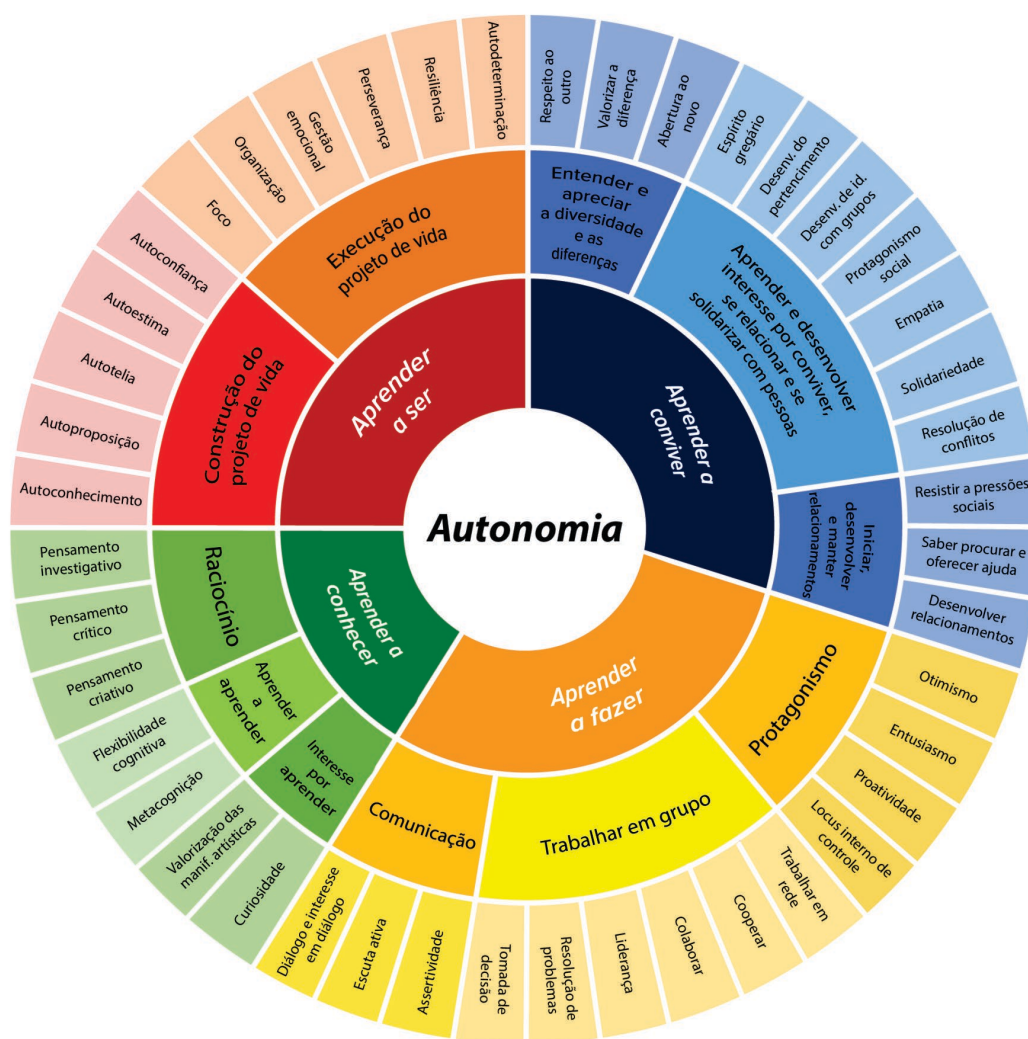 Autonomia
Aprender
a ser
Aprender a
conviver
Aprender
a fazer
Aprender a
conhecer
Execução do
projeto de vida
Construção do
projeto de vida
Entender e
apreciar
a diversidade
e as
diferenças
Aprender e desenvolver
interesse por conviver,
se relacionar e se
solidarizar com pessoas
Iniciar,
desenvolver
e manter
relacionamentos
Protagonismo
Trabalhar em grupo
Comunicação
Interesse
por
aprender
Aprender
a
aprender
Raciocínio
Respeito ao
outro
Valorizar a
diferença
Abertura ao
novo
Espírito
gregário
Desenv. do
pertencimento
Desenv. de id.
com grupos
Protagonismo
social
Empatia
Solidariedade
Resolução de
conflitos
Resistir a pressões
sociais
Saber procurar e
oferecer ajuda
Desenvolver
relacionamentos
Otimismo
Entusiasmo
Proatividade
Locus interno de
controle
Trabalhar em
rede
Cooperar
Colaborar
Liderança
Resolução de
problemas
Tomada de
decisão
Assertividade
Escuta ativa
Diálogo e interesse
em diálogo
Curiosidade
Valorização das
manif. artísticas
Metacognição
Flexibilidade
cognitiva
Pensamento
criativo
Pensamento
crítico
Pensamento
investigativo
Autoconhecimento
Autoproposição
Autotelia
Autoestima
Autoconfiança
Foco
Organização
Gestão
emocional
Perseverança
Resiliência
Autodeterminação